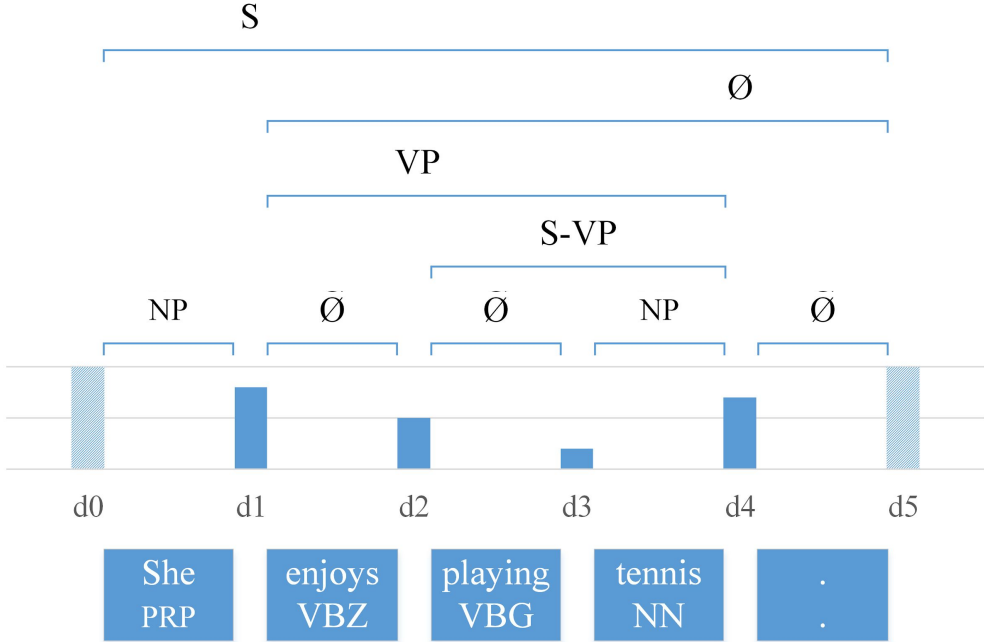 S
Ø
VP
S-VP
NP Ø Ø NP Ø
d0 d1 d2 d3 d4 d5
She enjoys playing tennis .
PRP VBZ VBG NN .